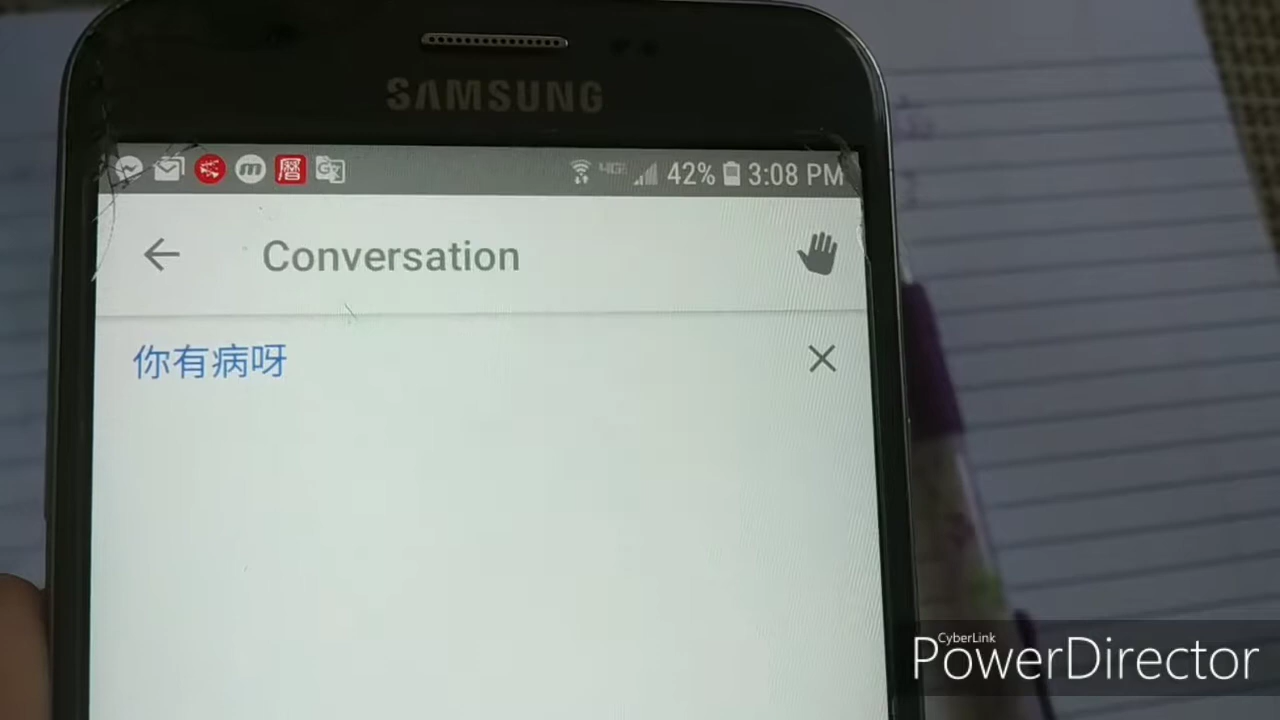 SAMSUNG
42% 3:08 PM
Conversation
你有病呀
CyberLink
PowerDirector